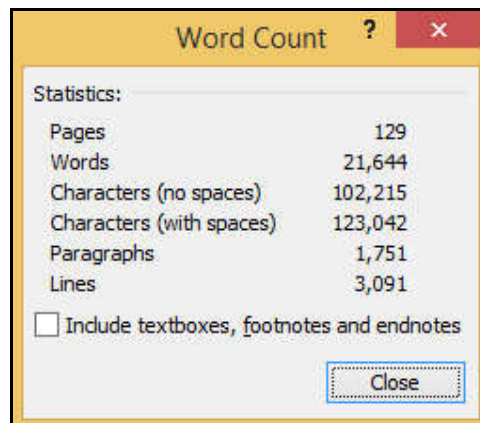 Word Count ? ×
Statistics:
Pages 129
Words 21,644
Characters (no spaces) 102,215
Characters (with spaces) 123,042
Paragraphs 1,751
Lines 3,091
Include textboxes, footnotes and endnotes
Close